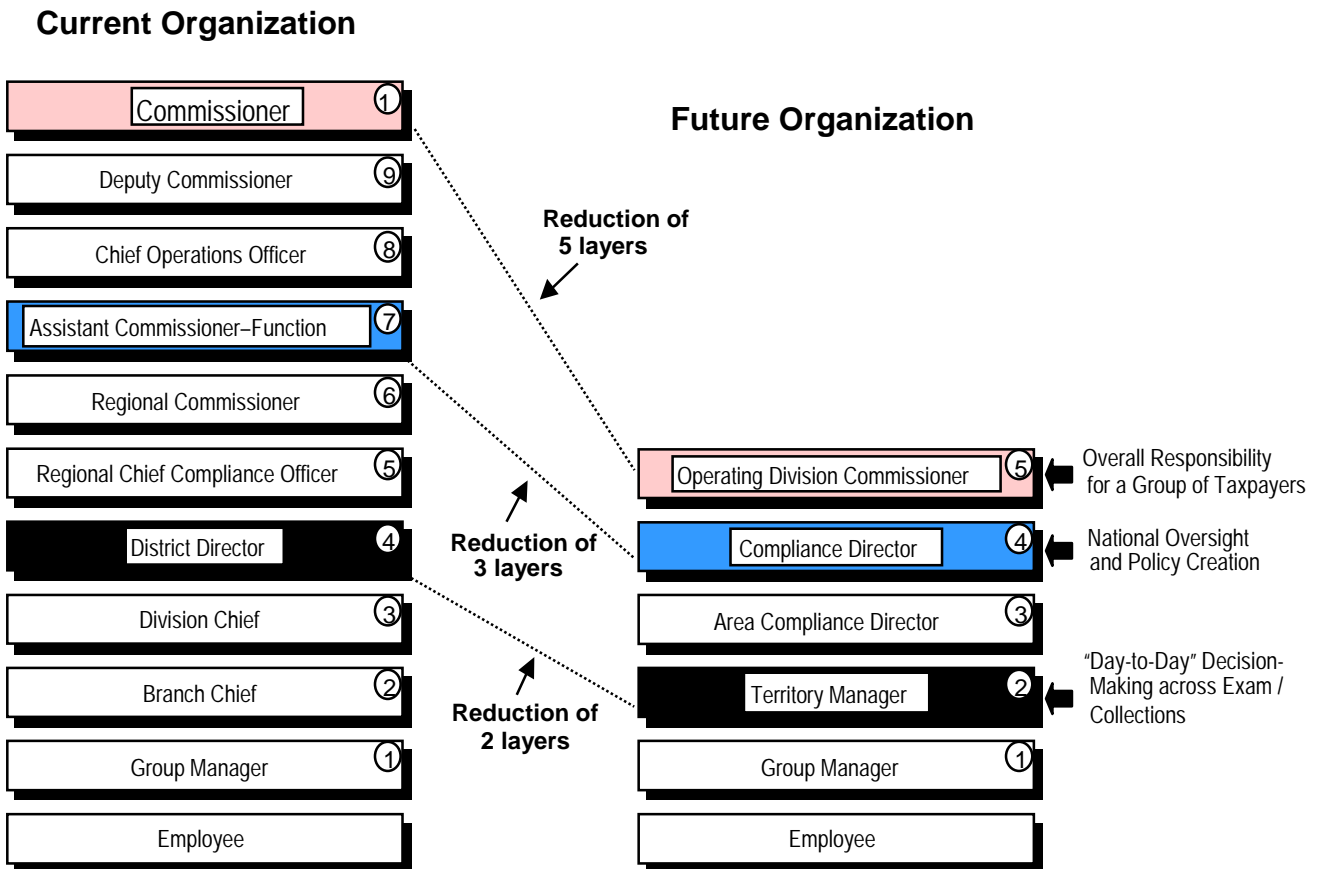 Current Organization
Commissioner 1
Deputy Commissioner 9
Chief Operations Officer 8
Assistant Commissioner–Function 7
Regional Commissioner 6
Regional Chief Compliance Officer 5
District Director 4
Division Chief 3
Branch Chief 2
Group Manager 1
Employee
Reduction of
5 layers
Reduction of
3 layers
Reduction of
2 layers
Future Organization
Operating Division Commissioner 5
Overall Responsibility
for a Group of Taxpayers
Compliance Director 4
National Oversight
and Policy Creation
Area Compliance Director 3
Territory Manager 2
“Day-to-Day” Decision-
Making across Exam /
Collections
Group Manager 1
Employee